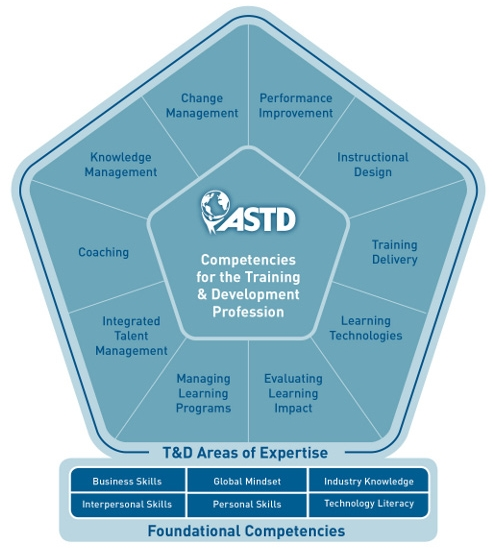 Change
Management
Performance
Improvement
Knowledge
Management
Instructional
Design
ASTD
Competencies
for the Training
& Development
Profession
Coaching
Training
Delivery
Integrated
Talent
Management
Learning
Technologies
Managing
Learning
Programs
Evaluating
Learning
Impact
T&D Areas of Expertise
Business Skills
Global Mindset
Industry Knowledge
Interpersonal Skills
Personal Skills
Technology Literacy
Foundational Competencies